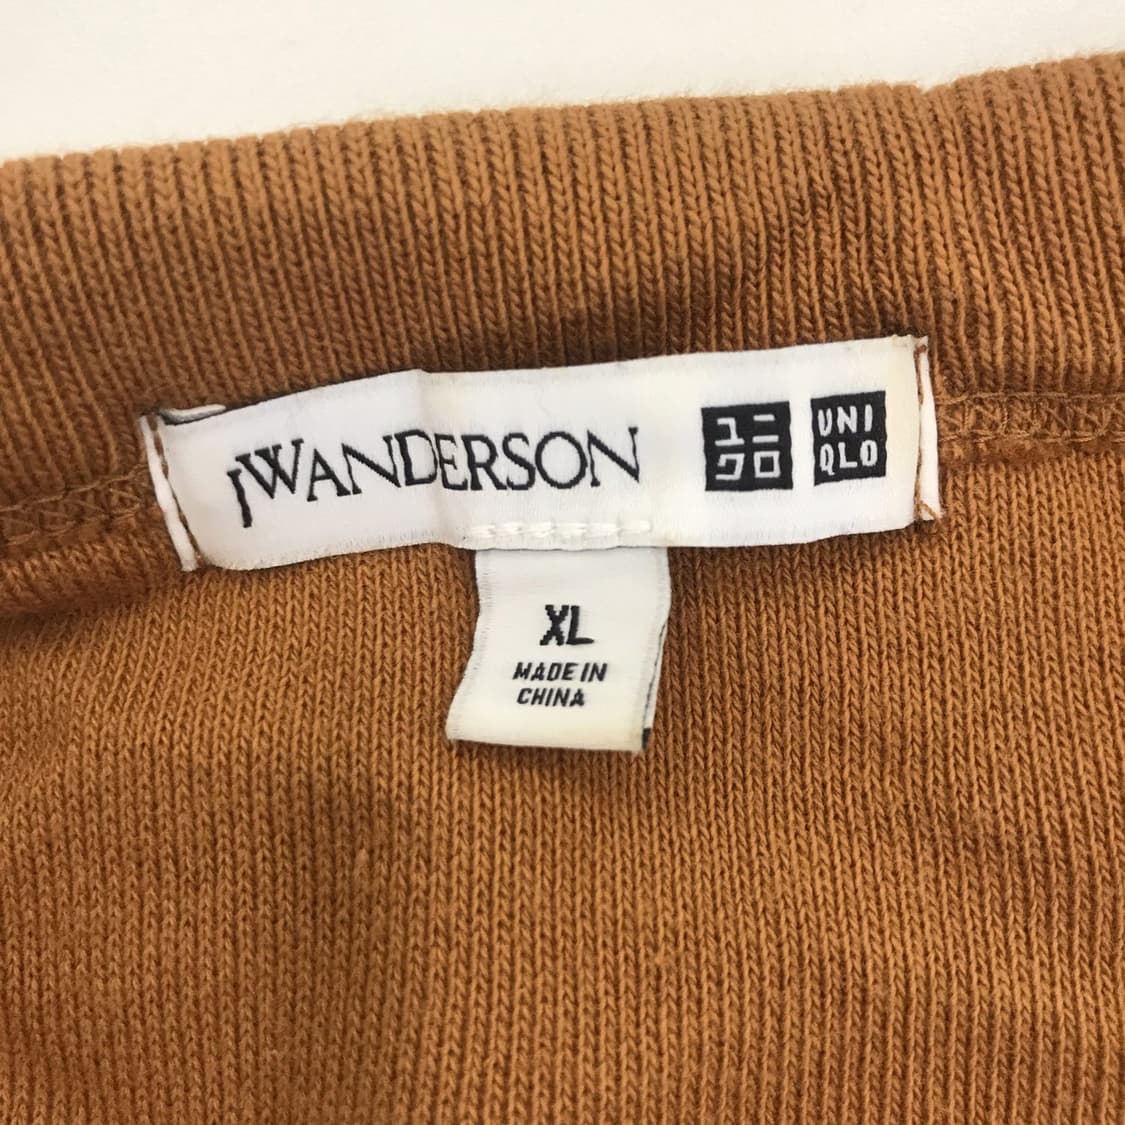 JWANDERSON
ユニ
クロ
UNI
QLO
XL
MADE IN
CHINA